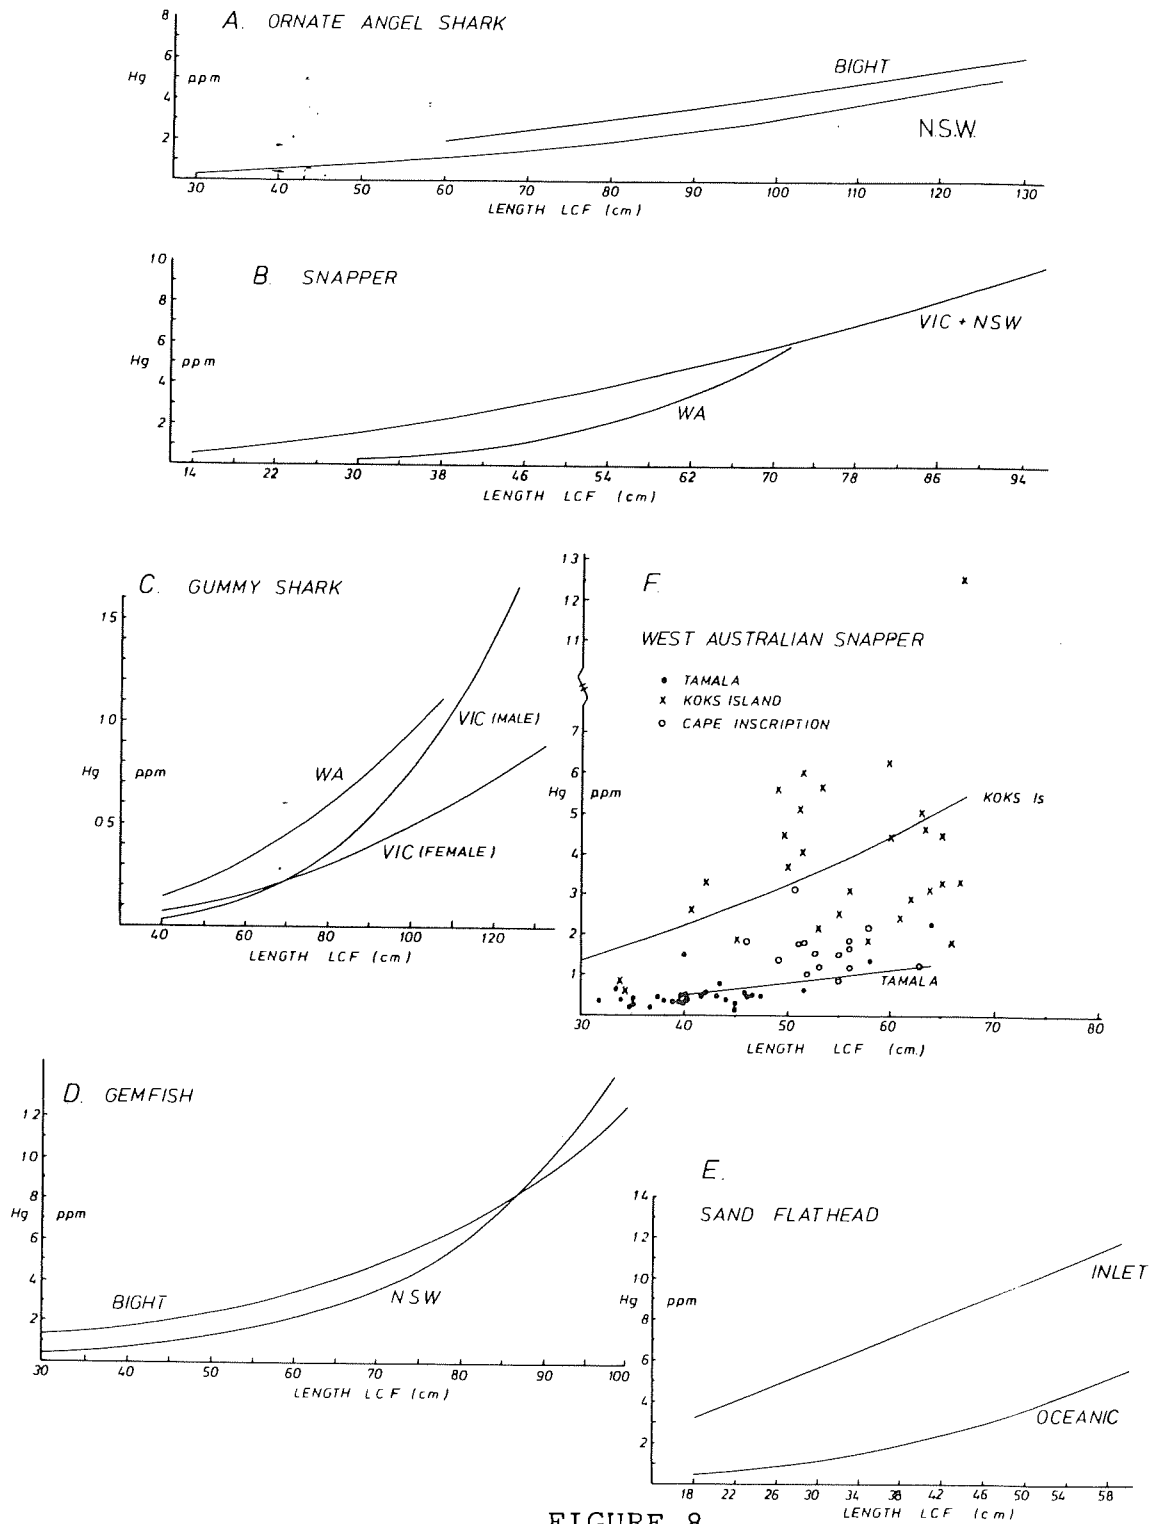 A. ORNATE ANGEL SHARK
8
6
Hg ppm
4
2
BIGHT
N.S.W.
30 40 50 60 70 80 90 100 110 120 130
LENGTH LCF (cm)
B. SNAPPER
10
8
6
Hg ppm
4
2
VIC + NSW
WA
14 22 30 38 46 54 62 70 78 86 94
LENGTH LCF (cm)
C. GUMMY SHARK
15
10
Hg ppm
05
WA
VIC (MALE)
VIC (FEMALE)
40 60 80 100 120
LENGTH LCF (cm)
F.
WEST AUSTRALIAN SNAPPER
• TAMALA
x KOKS ISLAND
o CAPE INSCRIPTION
13
12
11
7
6
Hg ppm
5
4
3
2
1
KOKS Is
TAMALA
30 40 50 60 70 80
LENGTH LCF (cm.)
D. GEMFISH
12
10
8
Hg ppm
6
4
2
BIGHT
NSW
30 40 50 60 70 80 90 100
LENGTH LCF (cm)
E.
SAND FLATHEAD
14
12
10
Hg ppm
8
6
4
2
INLET
OCEANIC
18 22 26 30 34 38 42 46 50 54 58
LENGTH LCF (cm)
FIGURE 8